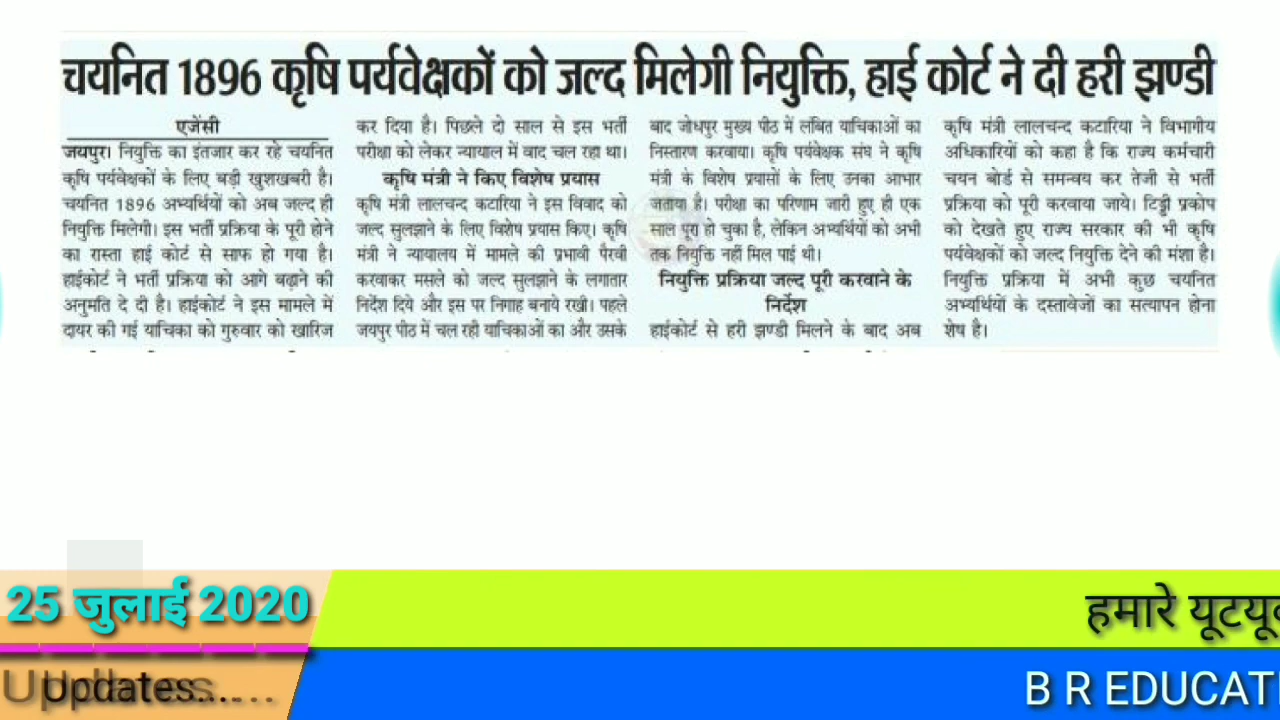 चयनित 1896 कृषि पर्यवेक्षकों को जल्द मिलेगी नियुक्ति, हाई कोर्ट ने दी हरी झण्डी
एजेंसी
जयपुर। नियुक्ति का इंतजार कर रहे चयनित
कृषि पर्यवेक्षकों के लिए बड़ी खुशखबरी है।
चयनित 1896 अभ्यर्थियों को अब जल्द ही
नियुक्ति मिलेगी। इस भर्ती प्रक्रिया के पूरी होने
का रास्ता हाई कोर्ट से साफ हो गया है।
हाईकोर्ट ने भर्ती प्रक्रिया को आगे बढ़ाने की
अनुमति दे दी है। हाईकोर्ट ने इस मामले में
दायर की गई याचिका को गुरुवार को खारिज
कर दिया है। पिछले दो साल से इस भर्ती
परीक्षा को लेकर न्यायाल में वाद चल रहा था।
कृषि मंत्री ने किए विशेष प्रयास
कृषि मंत्री लालचन्द कटारिया ने इस विवाद को
जल्द सुलझाने के लिए विशेष प्रयास किए। कृषि
मंत्री ने न्यायालय में मामले की प्रभावी पैरवी
करवाकर मसले को जल्द सुलझाने के लगातार
निर्देश दिये और इस पर निगाह बनाये रखी। पहले
जयपुर पीठ में चल रही याचिकाओं का और उसके
बाद जोधपुर मुख्य पीठ में लंबित याचिकाओं का
निस्तारण करवाया। कृषि पर्यवेक्षक संघ ने कृषि
मंत्री के विशेष प्रयासों के लिए उनका आभार
जताया है। परीक्षा का परिणाम जारी हुए ही एक
साल पूरा हो चुका है, लेकिन अभ्यर्थियों को अभी
तक नियुक्ति नहीं मिल पाई थी।
नियुक्ति प्रक्रिया जल्द पूरी करवाने के
निर्देश
हाईकोर्ट से हरी झण्डी मिलने के बाद अब
कृषि मंत्री लालचन्द कटारिया ने विभागीय
अधिकारियों को कहा है कि राज्य कर्मचारी
चयन बोर्ड से समन्वय कर तेजी से भर्ती
प्रक्रिया को पूरी करवाया जाये। टिड्डी प्रकोप
को देखते हुए राज्य सरकार की भी कृषि
पर्यवेक्षकों को जल्द नियुक्ति देने की मंशा है।
नियुक्ति प्रक्रिया में अभी कुछ चयनित
अभ्यर्थियों के दस्तावेजों का सत्यापन होना
शेष है।
25 जुलाई 2020
हमारे यूटयू
Updates......
B R EDUCATI